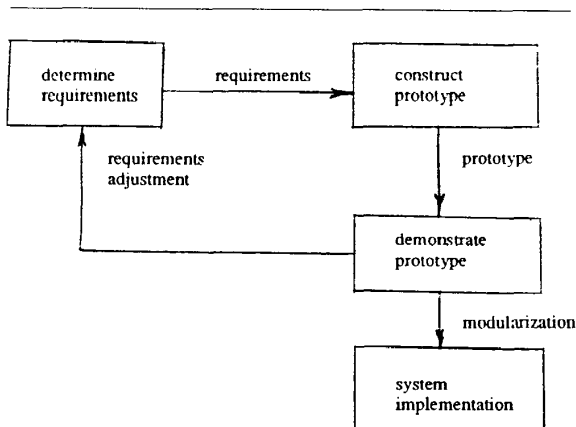 determine
requirements
requirements
construct
prototype
requirements
adjustment
prototype
demonstrate
prototype
modularization
system
implementation